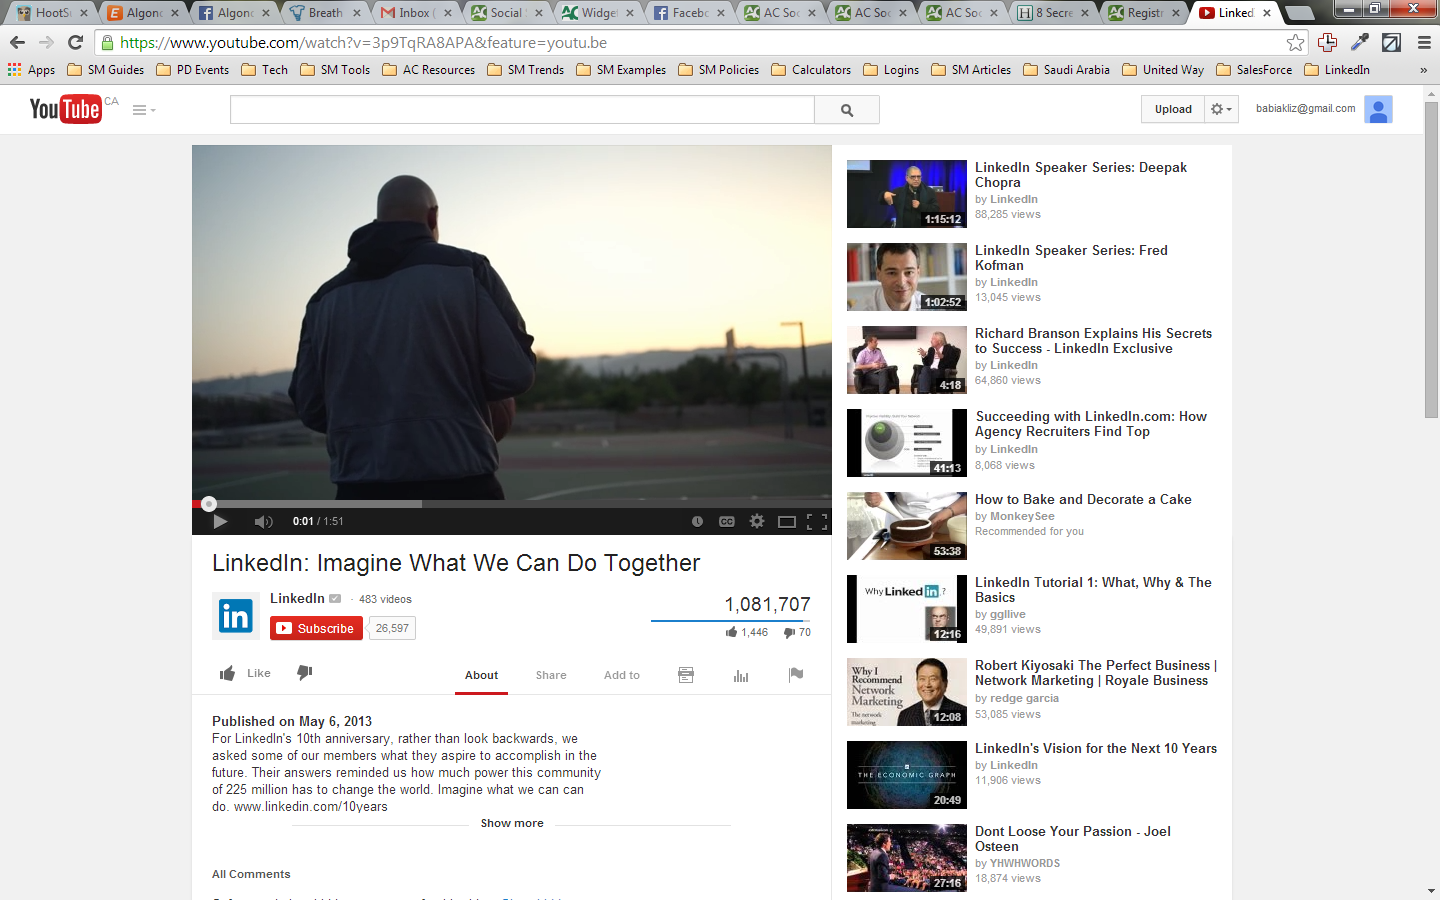 HootSu
Algonq
Algonq
Breath
Inbox (
Social S
Widget
Facebo
AC Soc
AC Soc
AC Soc
8 Secre
Registr
LinkedI
https://www.youtube.com/watch?v=3p9TqRA8APA&feature=youtu.be
Apps
SM Guides
PD Events
Tech
SM Tools
AC Resources
SM Trends
SM Examples
SM Policies
Calculators
Logins
SM Articles
Saudi Arabia
United Way
SalesForce
LinkedIn
»
YouTube CA
Upload
babiakliz@gmail.com
0:01 / 1:51
CC
LinkedIn: Imagine What We Can Do Together
in
LinkedIn · 483 videos
Subscribe 26,597
1,081,707
1,446 70
Like
About
Share
Add to
Published on May 6, 2013
For LinkedIn's 10th anniversary, rather than look backwards, we
asked some of our members what they aspire to accomplish in the
future. Their answers reminded us how much power this community
of 225 million has to change the world. Imagine what we can can
do. www.linkedin.com/10years
Show more
All Comments
1:15:12
LinkedIn Speaker Series: Deepak
Chopra
by LinkedIn
88,285 views
1:02:52
LinkedIn Speaker Series: Fred
Kofman
by LinkedIn
13,045 views
4:18
Richard Branson Explains His Secrets
to Success - LinkedIn Exclusive
by LinkedIn
64,860 views
41:13
Succeeding with LinkedIn.com: How
Agency Recruiters Find Top
by LinkedIn
8,068 views
53:38
How to Bake and Decorate a Cake
by MonkeySee
Recommended for you
Why Linked in ?
12:16
LinkedIn Tutorial 1: What, Why & The
Basics
by ggllive
49,891 views
Why I
Recommend
Network
Marketing
The network
marketing
12:08
Robert Kiyosaki The Perfect Business |
Network Marketing | Royale Business
by redge garcia
53,085 views
THE ECONOMIC GRAPH
20:49
LinkedIn's Vision for the Next 10 Years
by LinkedIn
11,906 views
27:16
Dont Loose Your Passion - Joel
Osteen
by YHWHWORDS
18,874 views